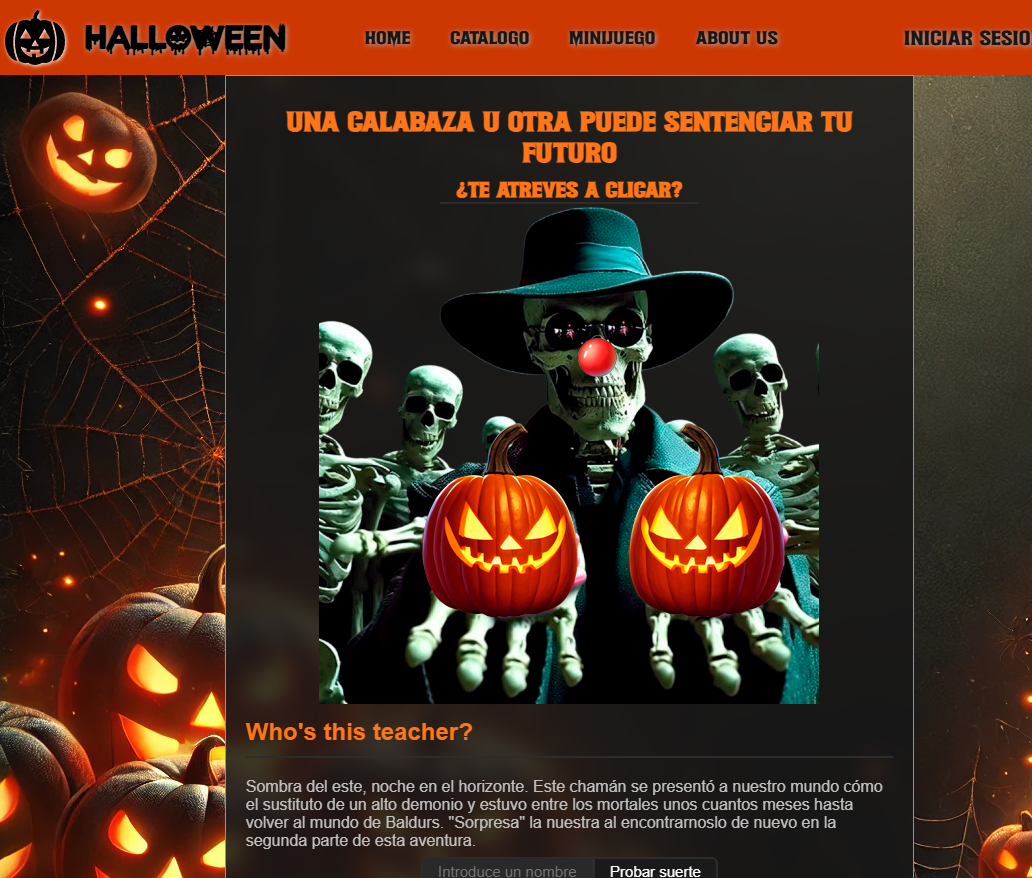 HALLOWEEN
HOME
CATALOGO
MINIJUEGO
ABOUT US
INICIAR SESIO
UNA CALABAZA U OTRA PUEDE SENTENCIAR TU
FUTURO
¿TE ATREVES A CLICAR?
Who's this teacher?
Sombra del este, noche en el horizonte. Este chamán se presentó a nuestro mundo cómo
el sustituto de un alto demonio y estuvo entre los mortales unos cuantos meses hasta
volver al mundo de Baldurs. "Sorpresa" la nuestra al encontrarnoslo de nuevo en la
segunda parte de esta aventura.
Introduce un nombre
Probar suerte